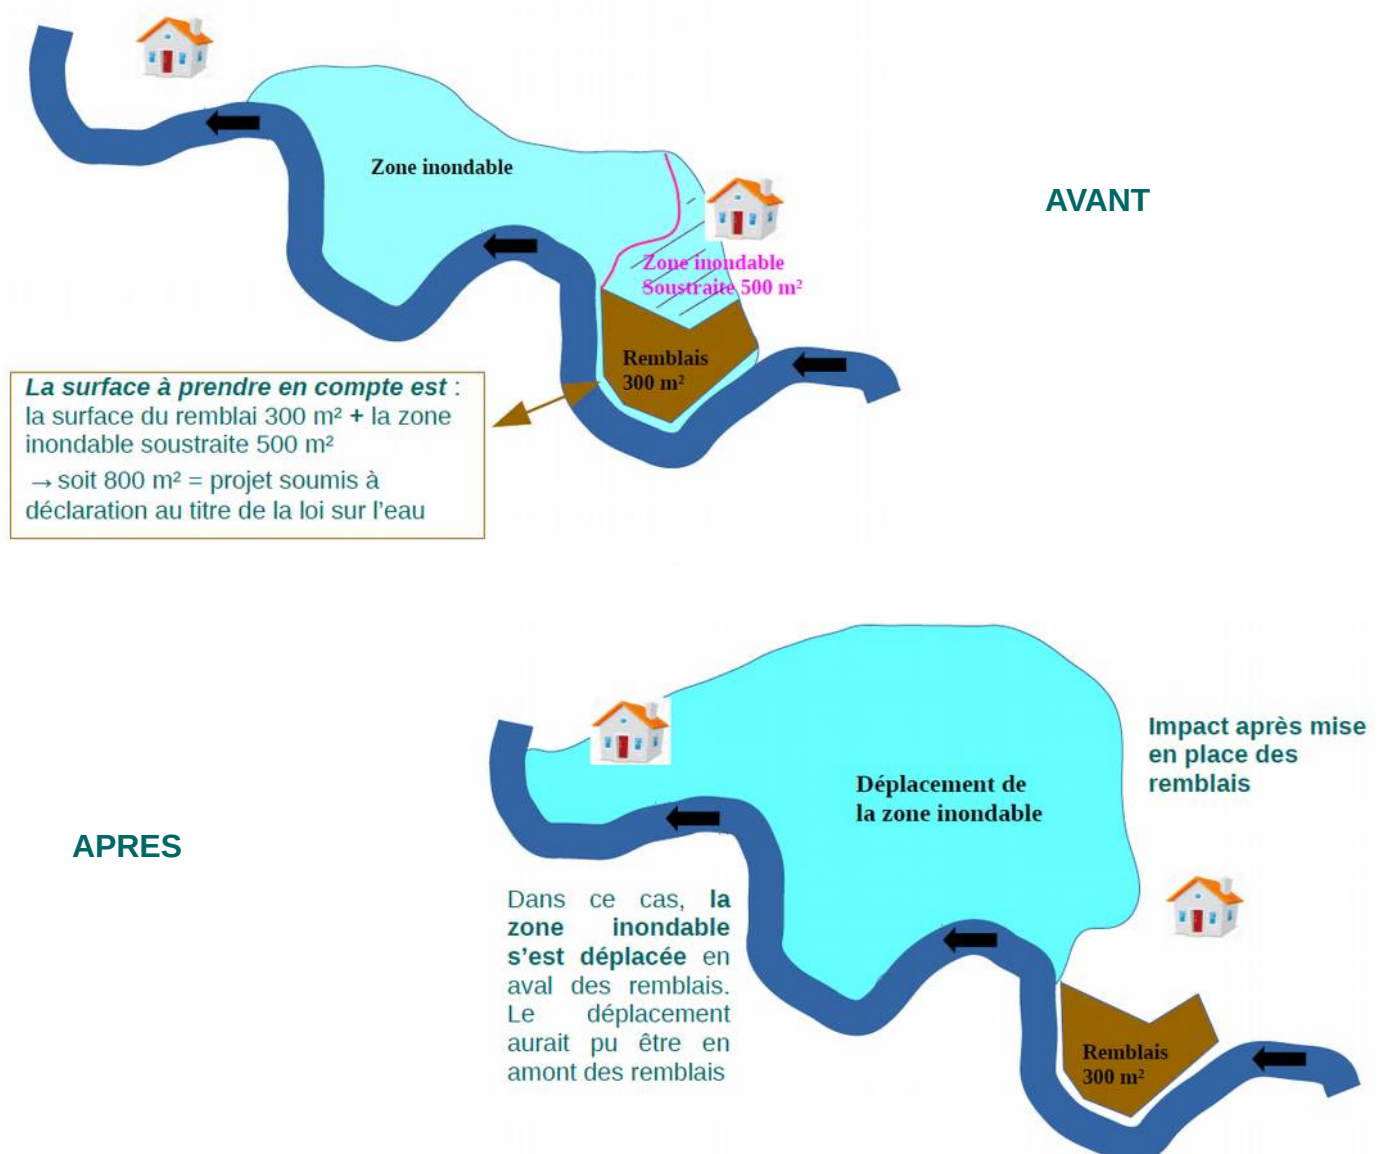 Zone inondable
AVANT
Zone inondable
Soustraite 500 m²
Remblais
300 m²
La surface à prendre en compte est :
la surface du remblai 300 m² + la zone
inondable soustraite 500 m²
→ soit 800 m² = projet soumis à
déclaration au titre de la loi sur l’eau
Impact après mise
en place des
remblais
Déplacement de
la zone inondable
APRES
Dans ce cas, la
zone inondable
s’est déplacée en
aval des remblais.
Le déplacement
aurait pu être en
amont des remblais
Remblais
300 m²